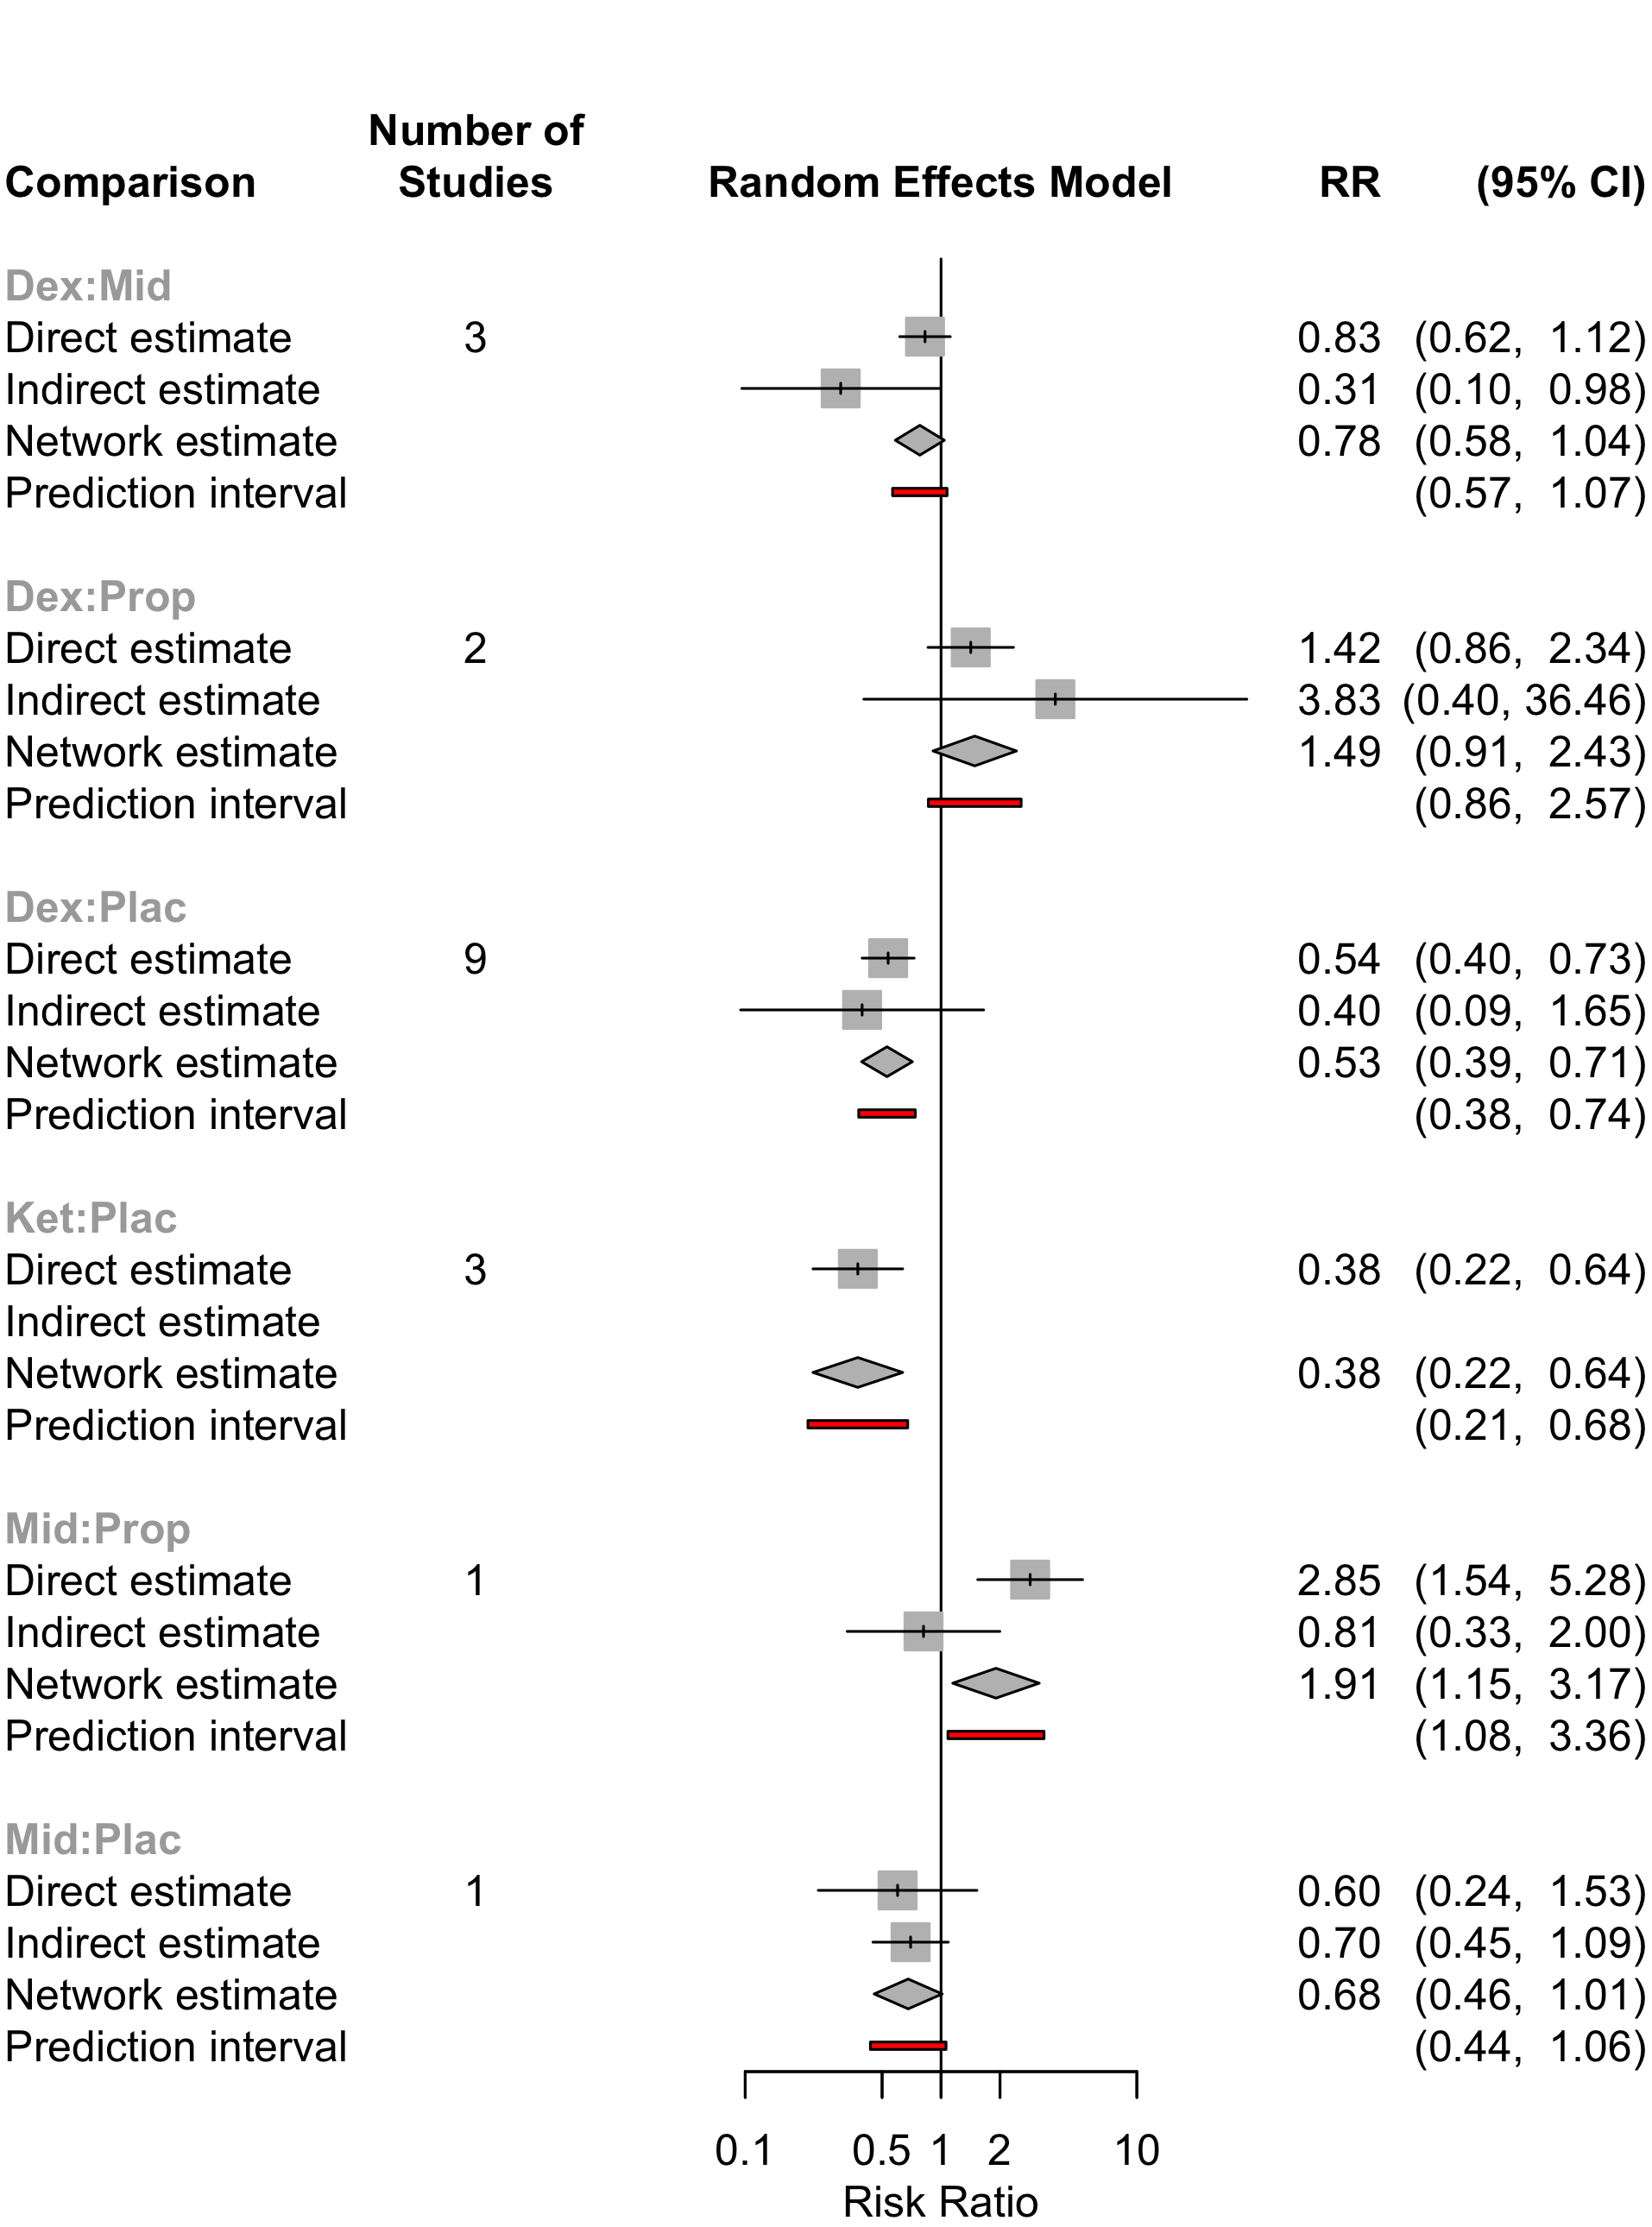 Number of
Comparison Studies Random Effects Model RR (95% CI)
Dex:Mid
Direct estimate 3 0.83 (0.62, 1.12)
Indirect estimate 0.31 (0.10, 0.98)
Network estimate 0.78 (0.58, 1.04)
Prediction interval (0.57, 1.07)
Dex:Prop
Direct estimate 2 1.42 (0.86, 2.34)
Indirect estimate 3.83 (0.40, 36.46)
Network estimate 1.49 (0.91, 2.43)
Prediction interval (0.86, 2.57)
Dex:Plac
Direct estimate 9 0.54 (0.40, 0.73)
Indirect estimate 0.40 (0.09, 1.65)
Network estimate 0.53 (0.39, 0.71)
Prediction interval (0.38, 0.74)
Ket:Plac
Direct estimate 3 0.38 (0.22, 0.64)
Indirect estimate
Network estimate 0.38 (0.22, 0.64)
Prediction interval (0.21, 0.68)
Mid:Prop
Direct estimate 1 2.85 (1.54, 5.28)
Indirect estimate 0.81 (0.33, 2.00)
Network estimate 1.91 (1.15, 3.17)
Prediction interval (1.08, 3.36)
Mid:Plac
Direct estimate 1 0.60 (0.24, 1.53)
Indirect estimate 0.70 (0.45, 1.09)
Network estimate 0.68 (0.46, 1.01)
Prediction interval (0.44, 1.06)
0.1 0.5 1 2 10
Risk Ratio